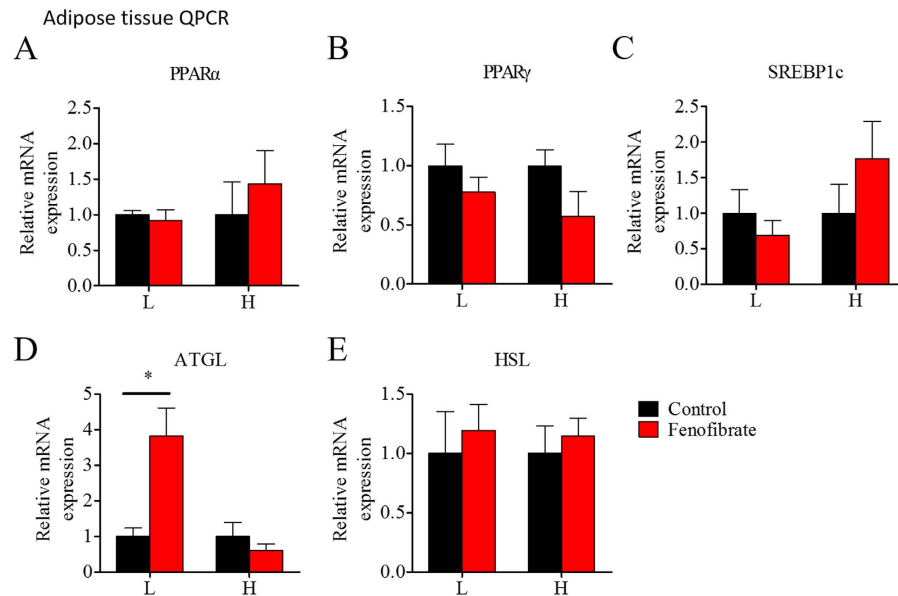 Adipose tissue QPCR
A
PPARα
Relative mRNA
expression
2.5
2.0
1.5
1.0
0.5
0.0
L
H
B
PPARγ
Relative mRNA
expression
1.5
1.0
0.5
0.0
L
H
C
SREBP1c
Relative mRNA
expression
2.5
2.0
1.5
1.0
0.5
0.0
L
H
D
ATGL
*
Relative mRNA
expression
5
4
3
2
1
0
L
H
E
HSL
Relative mRNA
expression
1.5
1.0
0.5
0.0
L
H
Control
Fenofibrate